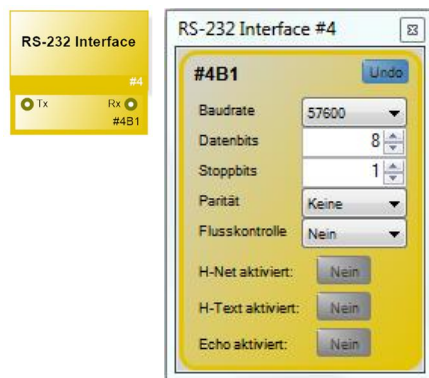 RS-232 Interface
#4
Tx Rx
#4B1
RS-232 Interface #4
#4B1 Undo
Baudrate 57600
Datenbits 8
Stoppbits 1
Parität Keine
Flusskontrolle Nein
H-Net aktiviert: Nein
H-Text aktiviert: Nein
Echo aktiviert: Nein